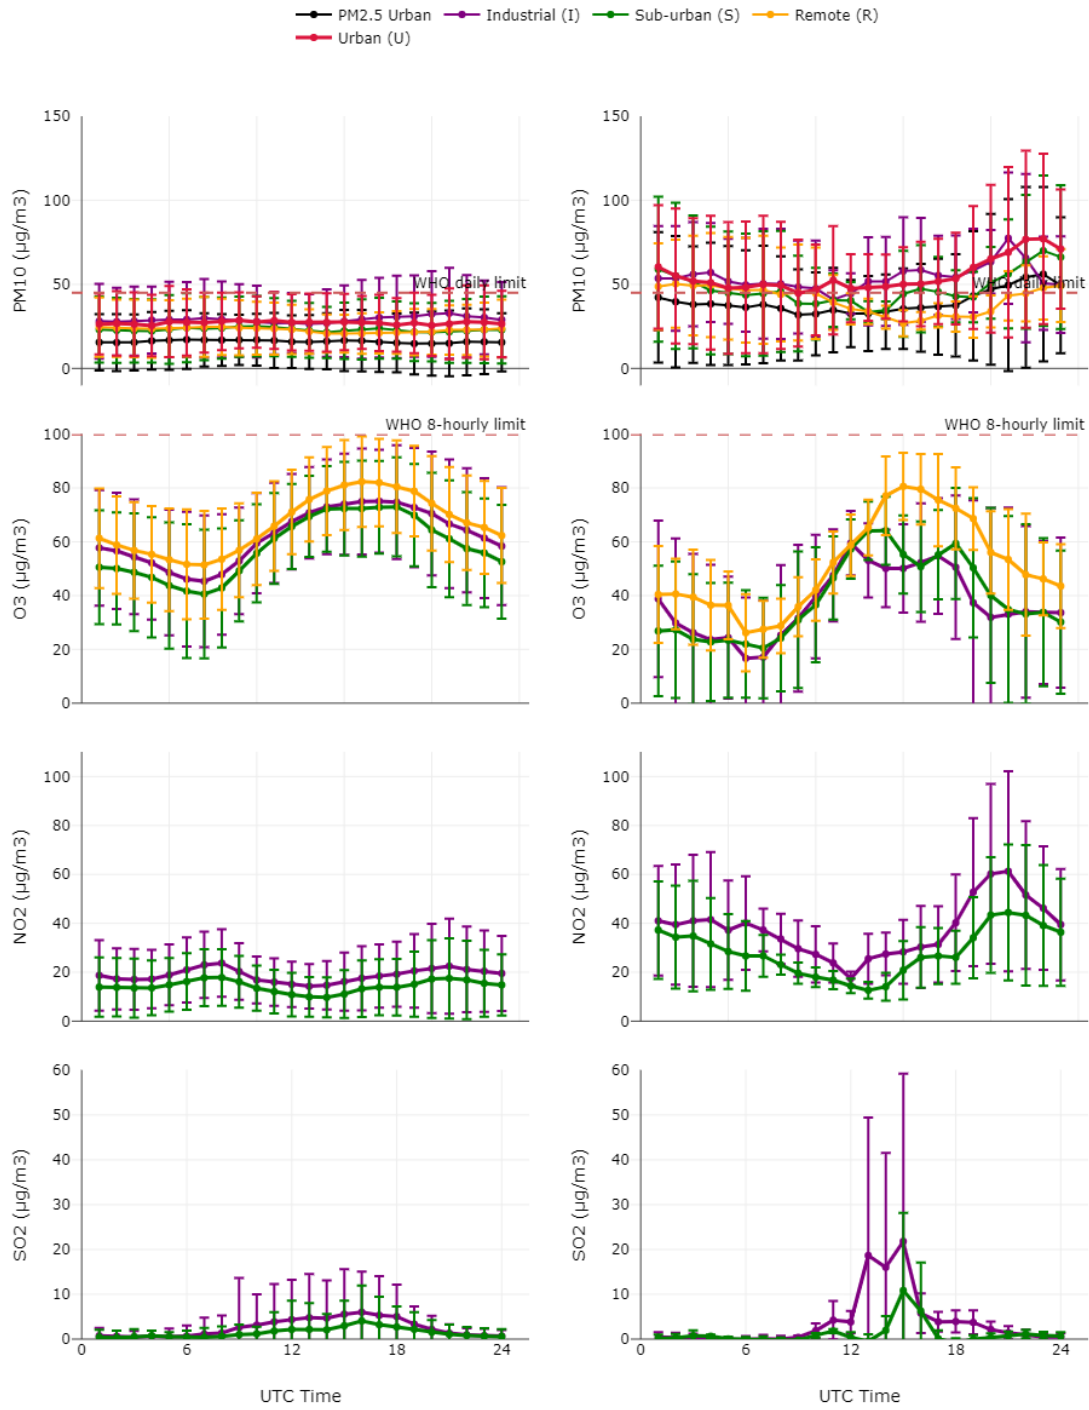 PM2.5 Urban Industrial (I) Sub-urban (S) Remote (R)
Urban (U)
150
100
50
0
PM10 (μg/m3)
WHO daily limit
150
100
50
0
PM10 (μg/m3)
WHO daily limit
100
80
60
40
20
0
O3 (μg/m3)
WHO 8-hourly limit
100
80
60
40
20
0
O3 (μg/m3)
WHO 8-hourly limit
100
80
60
40
20
0
NO2 (μg/m3)
100
80
60
40
20
0
NO2 (μg/m3)
60
50
40
30
20
10
0
SO2 (μg/m3)
0 6 12 18 24
UTC Time
60
50
40
30
20
10
0
SO2 (μg/m3)
0 6 12 18 24
UTC Time